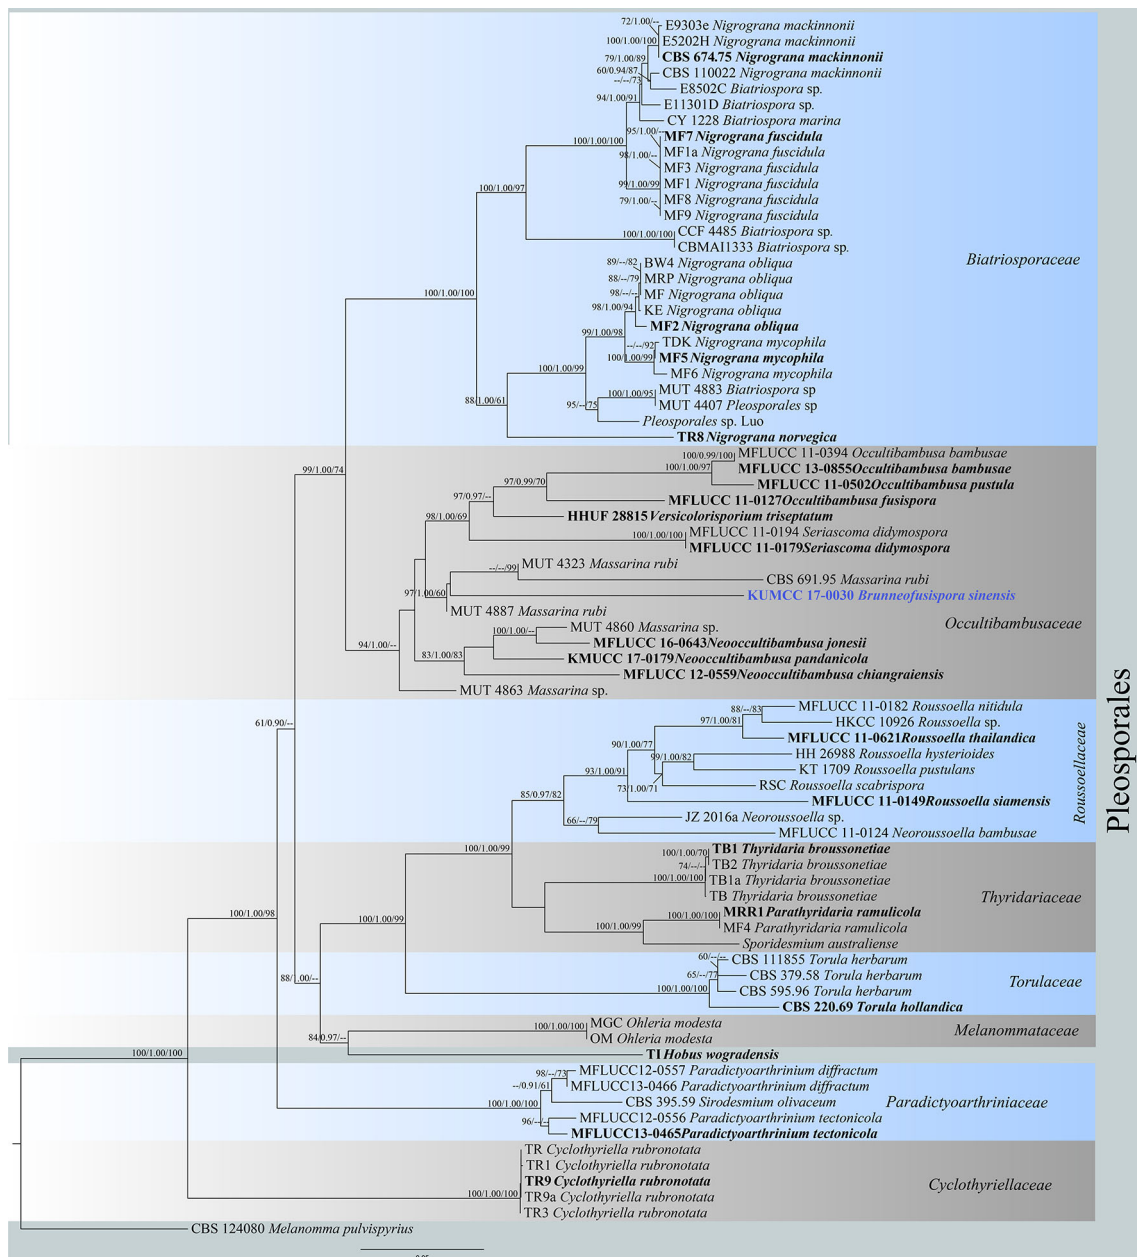 72/1.00/--
E9303e Nigrograna mackinnonii
100/1.00/100
E5202H Nigrograna mackinnonii
79/1.00/89
CBS 674.75 Nigrograna mackinnonii
60/0.94/87
CBS 110022 Nigrograna mackinnonii
--/--/73
E8502C Biatriospora sp.
94/1.00/91
E11301D Biatriospora sp.
CY 1228 Biatriospora marina
95/1.00/--
MF7 Nigrograna fuscidula
100/1.00/100
MF1a Nigrograna fuscidula
98/1.00/--
MF3 Nigrograna fuscidula
99/1.00/99
MF1 Nigrograna fuscidula
100/1.00/97
79/1.00/--
MF8 Nigrograna fuscidula
MF9 Nigrograna fuscidula
100/1.00/100
CCF 4485 Biatriospora sp.
CBMAI1333 Biatriospora sp.
Biatriosporaceae
89/--/82
BW4 Nigrograna obliqua
88/--/79
MRP Nigrograna obliqua
98/--/--
MF Nigrograna obliqua
100/1.00/100
98/1.00/94
KE Nigrograna obliqua
MF2 Nigrograna obliqua
99/1.00/98
--/--/92
TDK Nigrograna mycophila
100/1.00/99
MF5 Nigrograna mycophila
100/1.00/99
MF6 Nigrograna mycophila
100/1.00/95
MUT 4883 Biatriospora sp
88/1.00/61
95/--/75
MUT 4407 Pleosporales sp
Pleosporales sp. Luo
TR8 Nigrograna norvegica
100/0.99/100
MFLUCC 11-0394 Occultibambusa bambusae
99/1.00/74
100/1.00/97
MFLUCC 13-0855Occultibambusa bambusae
97/0.99/70
MFLUCC 11-0502Occultibambusa pustula
97/0.97/--
MFLUCC 11-0127Occultibambusa fusispora
98/1.00/69
HHUF 28815Versicolorisporium triseptatum
100/1.00/100
MFLUCC 11-0194 Seriascoma didymospora
MFLUCC 11-0179Seriascoma didymospora
--/--/99
MUT 4323 Massarina rubi
CBS 691.95 Massarina rubi
97/1.00/60
KUMCC 17-0030 Brunneofusispora sinensis
MUT 4887 Massarina rubi
Occultibambusaceae
100/1.00/--
MUT 4860 Massarina sp.
94/1.00/--
MFLUCC 16-0643Neooccultibambusa jonesii
83/1.00/83
KMUCC 17-0179Neooccultibambusa pandanicola
MFLUCC 12-0559Neooccultibambusa chiangraiensis
MUT 4863 Massarina sp.
Pleosporales
88/--/83
MFLUCC 11-0182 Roussoella nitidula
61/0.90/--
97/1.00/81
HKCC 10926 Roussoella sp.
MFLUCC 11-0621Roussoella thailandica
90/1.00/77
99/1.00/82
HH 26988 Roussoella hysterioides
93/1.00/91
KT 1709 Roussoella pustulans
73/1.00/71
RSC Roussoella scabrispora
85/0.97/82
MFLUCC 11-0149Roussoella siamensis
66/--/79
JZ 2016a Neoroussoella sp.
MFLUCC 11-0124 Neoroussoella bambusae
Roussoellaceae
100/1.00/99
100/1.00/70
TB1 Thyridaria broussonetiae
74/--/--
TB2 Thyridaria broussonetiae
100/1.00/100
TB1a Thyridaria broussonetiae
TB Thyridaria broussonetiae
Thyridariaceae
100/1.00/98
100/1.00/99
100/1.00/100
MRR1 Parathyridaria ramulicola
100/1.00/99
MF4 Parathyridaria ramulicola
Sporidesmium australiense
60/--/--
CBS 111855 Torula herbarum
88/1.00/--
65/--/77
CBS 379.58 Torula herbarum
100/1.00/100
CBS 595.96 Torula herbarum
CBS 220.69 Torula hollandica
Torulaceae
100/1.00/100
MGC Ohleria modesta
84/0.97/--
OM Ohleria modesta
Melanommataceae
100/1.00/100
TI Hobus wogradensis
98/--/73
MFLUCC12-0557 Paradictyoarthrinium diffractum
--/0.91/61
MFLUCC13-0466 Paradictyoarthrinium diffractum
100/1.00/100
CBS 395.59 Sirodesmium olivaceum
Paradictyoarthriniaceae
96/--/--
MFLUCC12-0556 Paradictyoarthrinium tectonicola
MFLUCC13-0465Paradictyoarthrinium tectonicola
TR Cyclothyriella rubronotata
TR1 Cyclothyriella rubronotata
TR9 Cyclothyriella rubronotata
Cyclothyriellaceae
100/1.00/100
TR9a Cyclothyriella rubronotata
TR3 Cyclothyriella rubronotata
CBS 124080 Melanomma pulvispyrius